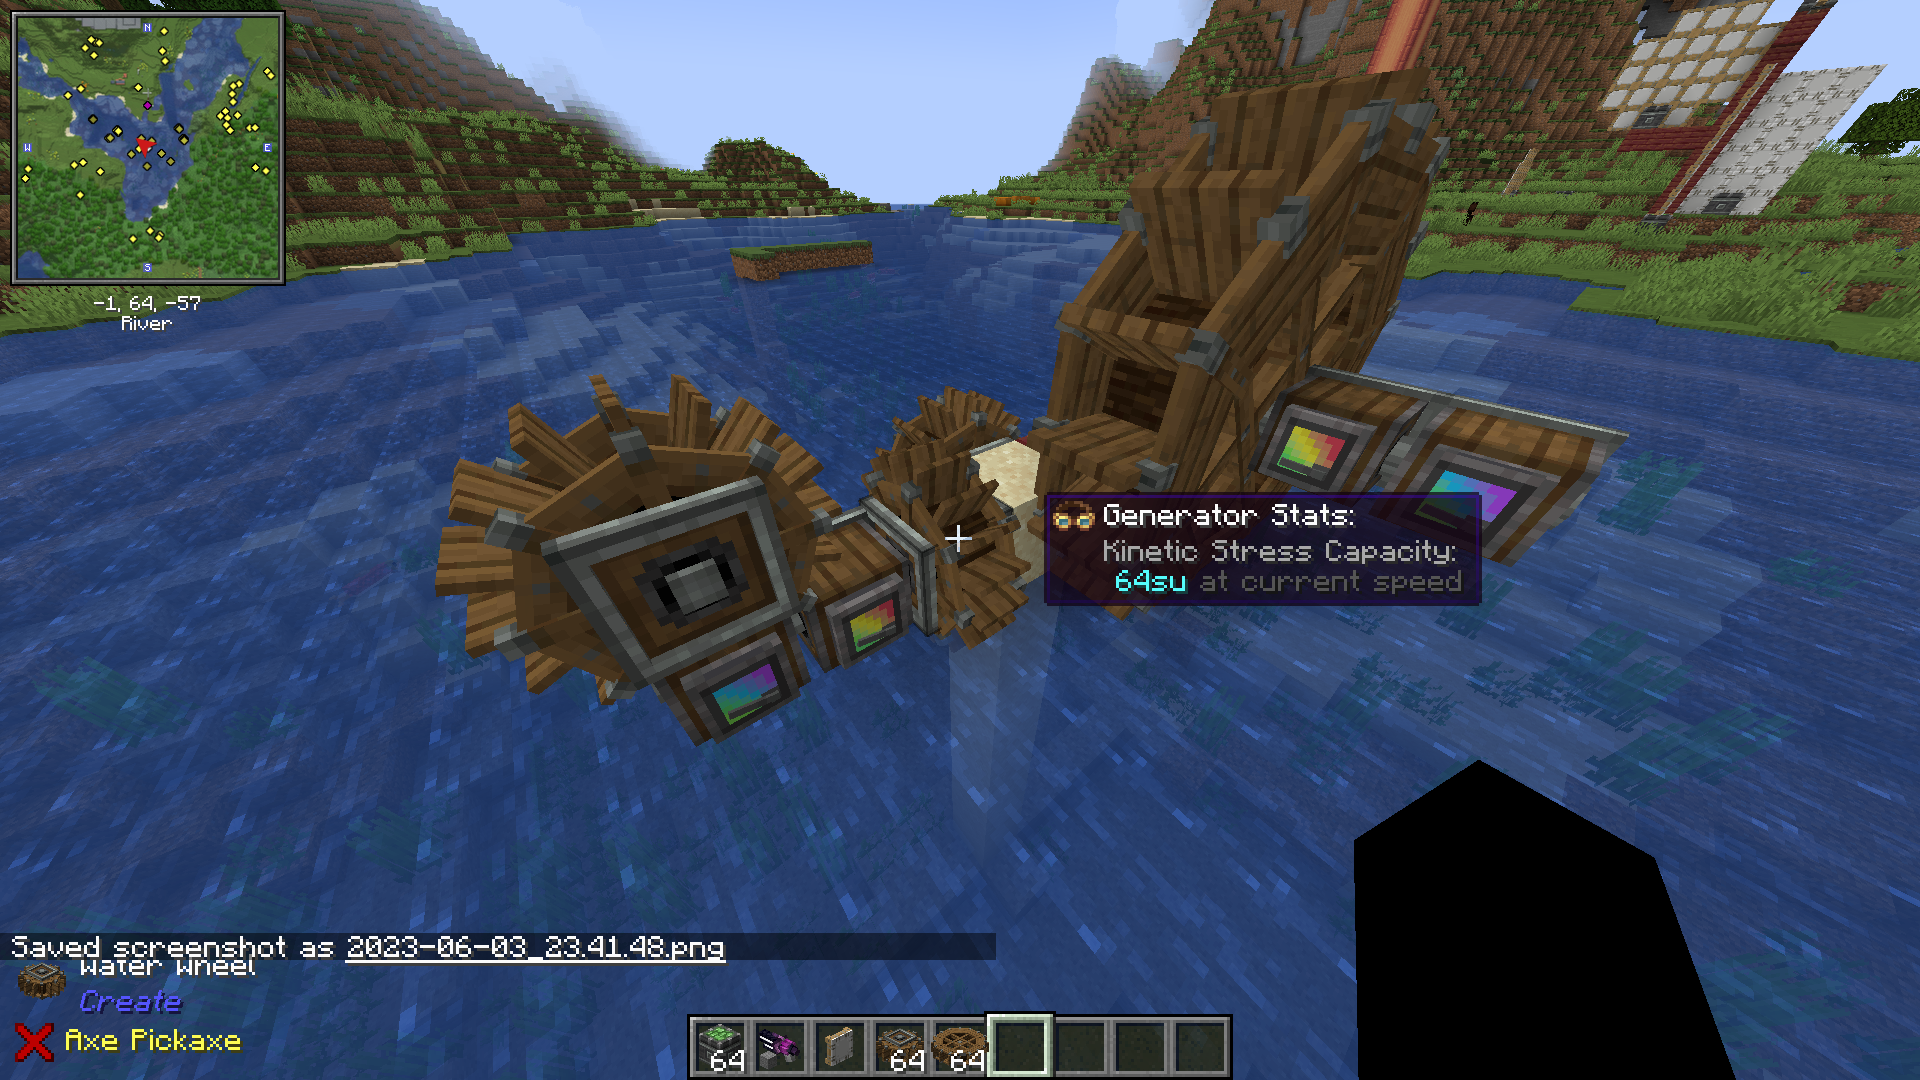 N
W
E
S
-1, 64, -57
River
Generator Stats:
Kinetic Stress Capacity:
64su at current speed
Saved screenshot as 2023-06-03_23.41.48.png
Water Wheel
Create
Axe Pickaxe
64
64
64